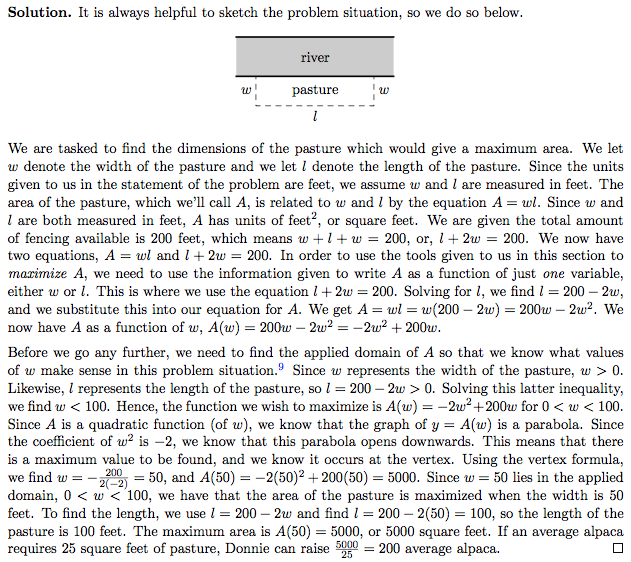 Solution. It is always helpful to sketch the problem situation, so we do so below.
river
w pasture w
l
We are tasked to find the dimensions of the pasture which would give a maximum area. We let
w denote the width of the pasture and we let l denote the length of the pasture. Since the units
given to us in the statement of the problem are feet, we assume w and l are measured in feet. The
area of the pasture, which we'll call A, is related to w and l by the equation A = wl. Since w and
l are both measured in feet, A has units of feet², or square feet. We are given the total amount
of fencing available is 200 feet, which means w + l + w = 200, or, l + 2w = 200. We now have
two equations, A = wl and l + 2w = 200. In order to use the tools given to us in this section to
maximize A, we need to use the information given to write A as a function of just one variable,
either w or l. This is where we use the equation l + 2w = 200. Solving for l, we find l = 200 − 2w,
and we substitute this into our equation for A. We get A = wl = w(200 − 2w) = 200w − 2w². We
now have A as a function of w, A(w) = 200w − 2w² = −2w² + 200w.
Before we go any further, we need to find the applied domain of A so that we know what values
of w make sense in this problem situation.⁹ Since w represents the width of the pasture, w > 0.
Likewise, l represents the length of the pasture, so l = 200 − 2w > 0. Solving this latter inequality,
we find w < 100. Hence, the function we wish to maximize is A(w) = −2w²+200w for 0 < w < 100.
Since A is a quadratic function (of w), we know that the graph of y = A(w) is a parabola. Since
the coefficient of w² is −2, we know that this parabola opens downwards. This means that there
is a maximum value to be found, and we know it occurs at the vertex. Using the vertex formula,
we find w = −200/2(−2) = 50, and A(50) = −2(50)² + 200(50) = 5000. Since w = 50 lies in the applied
domain, 0 < w < 100, we have that the area of the pasture is maximized when the width is 50
feet. To find the length, we use l = 200 − 2w and find l = 200 − 2(50) = 100, so the length of the
pasture is 100 feet. The maximum area is A(50) = 5000, or 5000 square feet. If an average alpaca
requires 25 square feet of pasture, Donnie can raise 5000/25 = 200 average alpaca. □